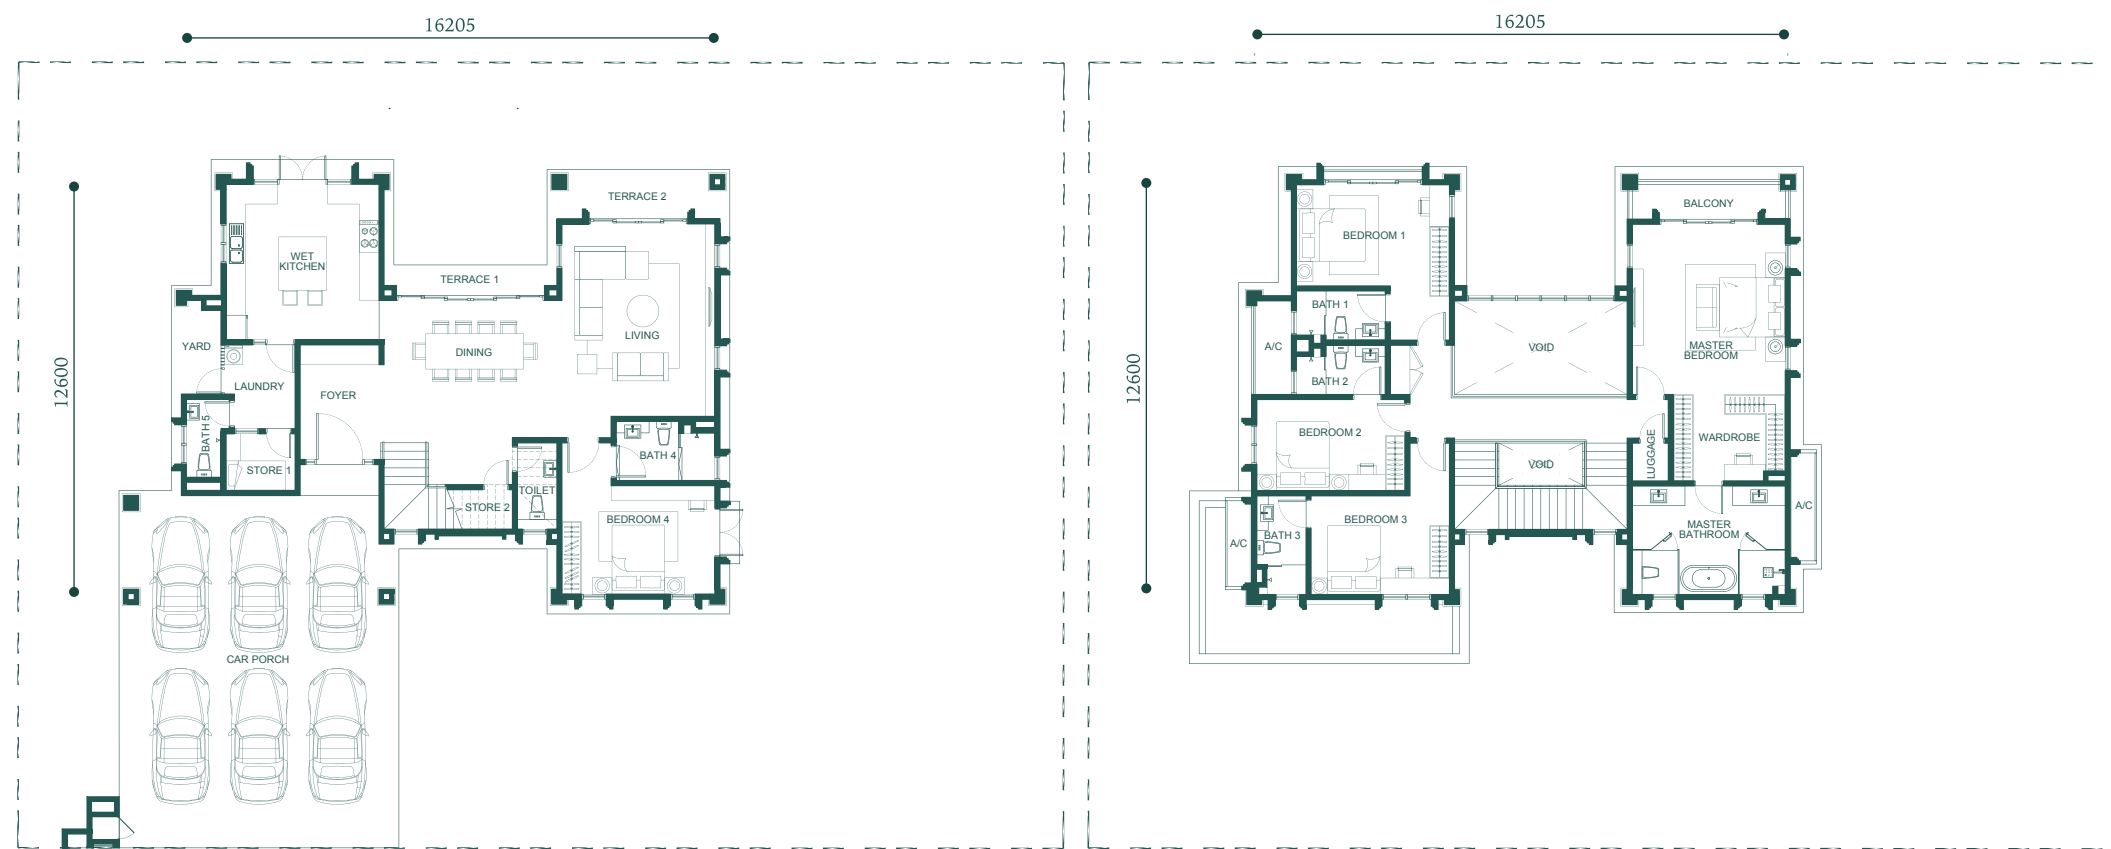 16205
12600
TERRACE 2
WET
KITCHEN
TERRACE 1
YARD
LIVING
DINING
LAUNDRY
FOYER
BATH 5
STORE 1
BATH 4
TOILET
STORE 2
BEDROOM 4
CAR PORCH
16205
12600
BALCONY
BEDROOM 1
BATH 1
A/C
VOID
MASTER
BEDROOM
BATH 2
BEDROOM 2
WARDROBE
LUGGAGE
VOID
A/C
BEDROOM 3
BATH 3
A/C
MASTER
BATHROOM